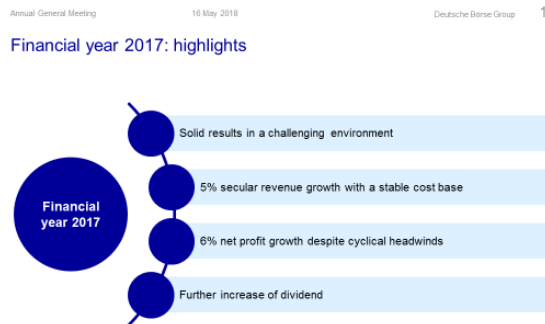 Annual General Meeting 16 May 2018 Deutsche Börse Group 1
Financial year 2017: highlights
Solid results in a challenging environment
5% secular revenue growth with a stable cost base
Financial
year 2017
6% net profit growth despite cyclical headwinds
Further increase of dividend